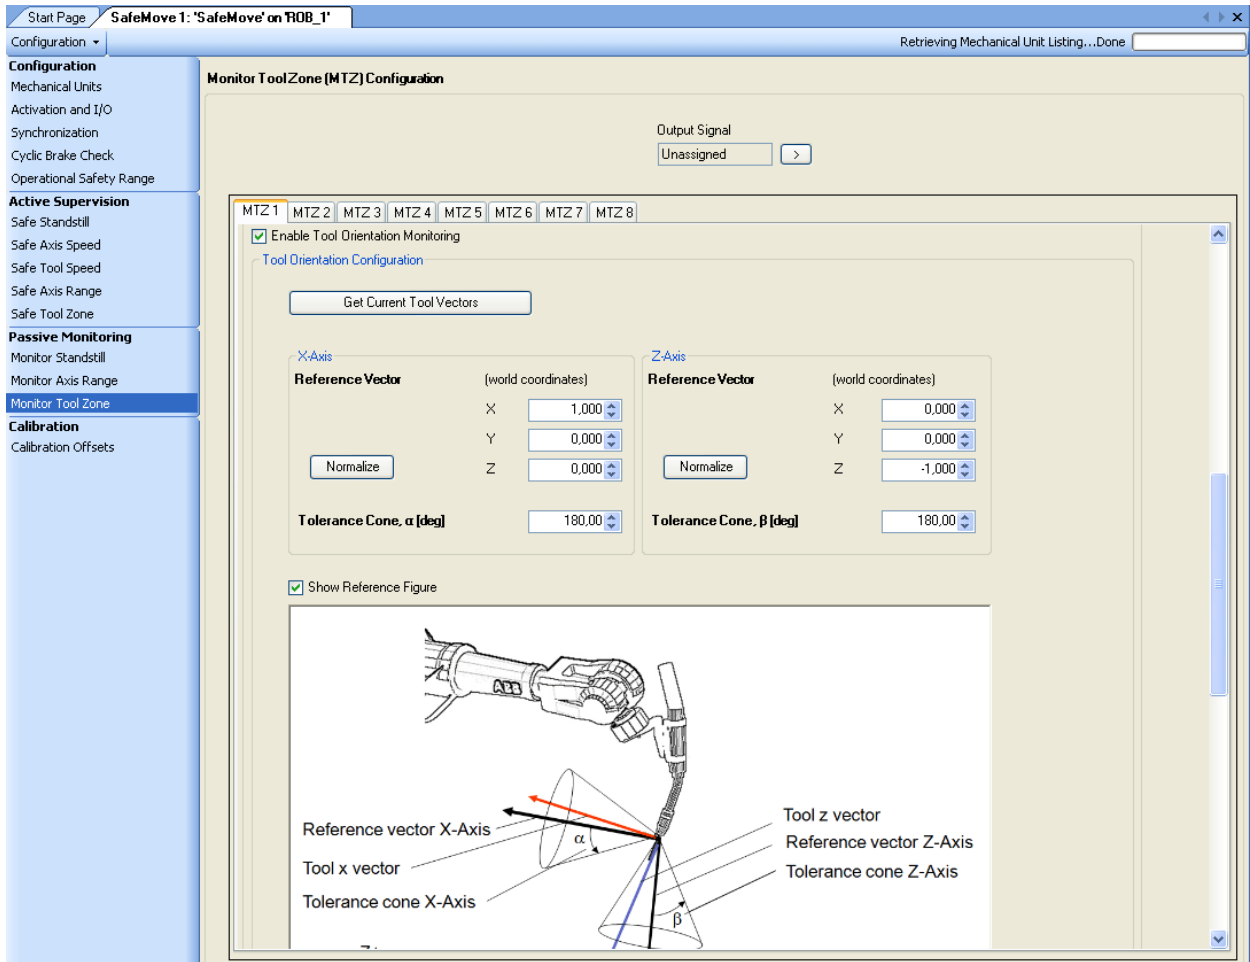 Start Page SafeMove 1: 'SafeMove' on 'ROB_1'
Configuration Retrieving Mechanical Unit Listing...Done
Configuration
Mechanical Units
Activation and I/O
Synchronization
Cyclic Brake Check
Operational Safety Range
Active Supervision
Safe Standstill
Safe Axis Speed
Safe Tool Speed
Safe Axis Range
Safe Tool Zone
Passive Monitoring
Monitor Standstill
Monitor Axis Range
Monitor Tool Zone
Calibration
Calibration Offsets
Monitor Tool Zone (MTZ) Configuration
Output Signal
Unassigned >
MTZ 1 MTZ 2 MTZ 3 MTZ 4 MTZ 5 MTZ 6 MTZ 7 MTZ 8
Enable Tool Orientation Monitoring
Tool Orientation Configuration
Get Current Tool Vectors
X-Axis
Reference Vector (world coordinates)
X 1,000
Y 0,000
Normalize Z 0,000
Tolerance Cone, α [deg] 180,00
Z-Axis
Reference Vector (world coordinates)
X 0,000
Y 0,000
Normalize Z -1,000
Tolerance Cone, β [deg] 180,00
Show Reference Figure
ABB
Reference vector X-Axis
Tool x vector
Tolerance cone X-Axis
α
Tool z vector
Reference vector Z-Axis
Tolerance cone Z-Axis
β